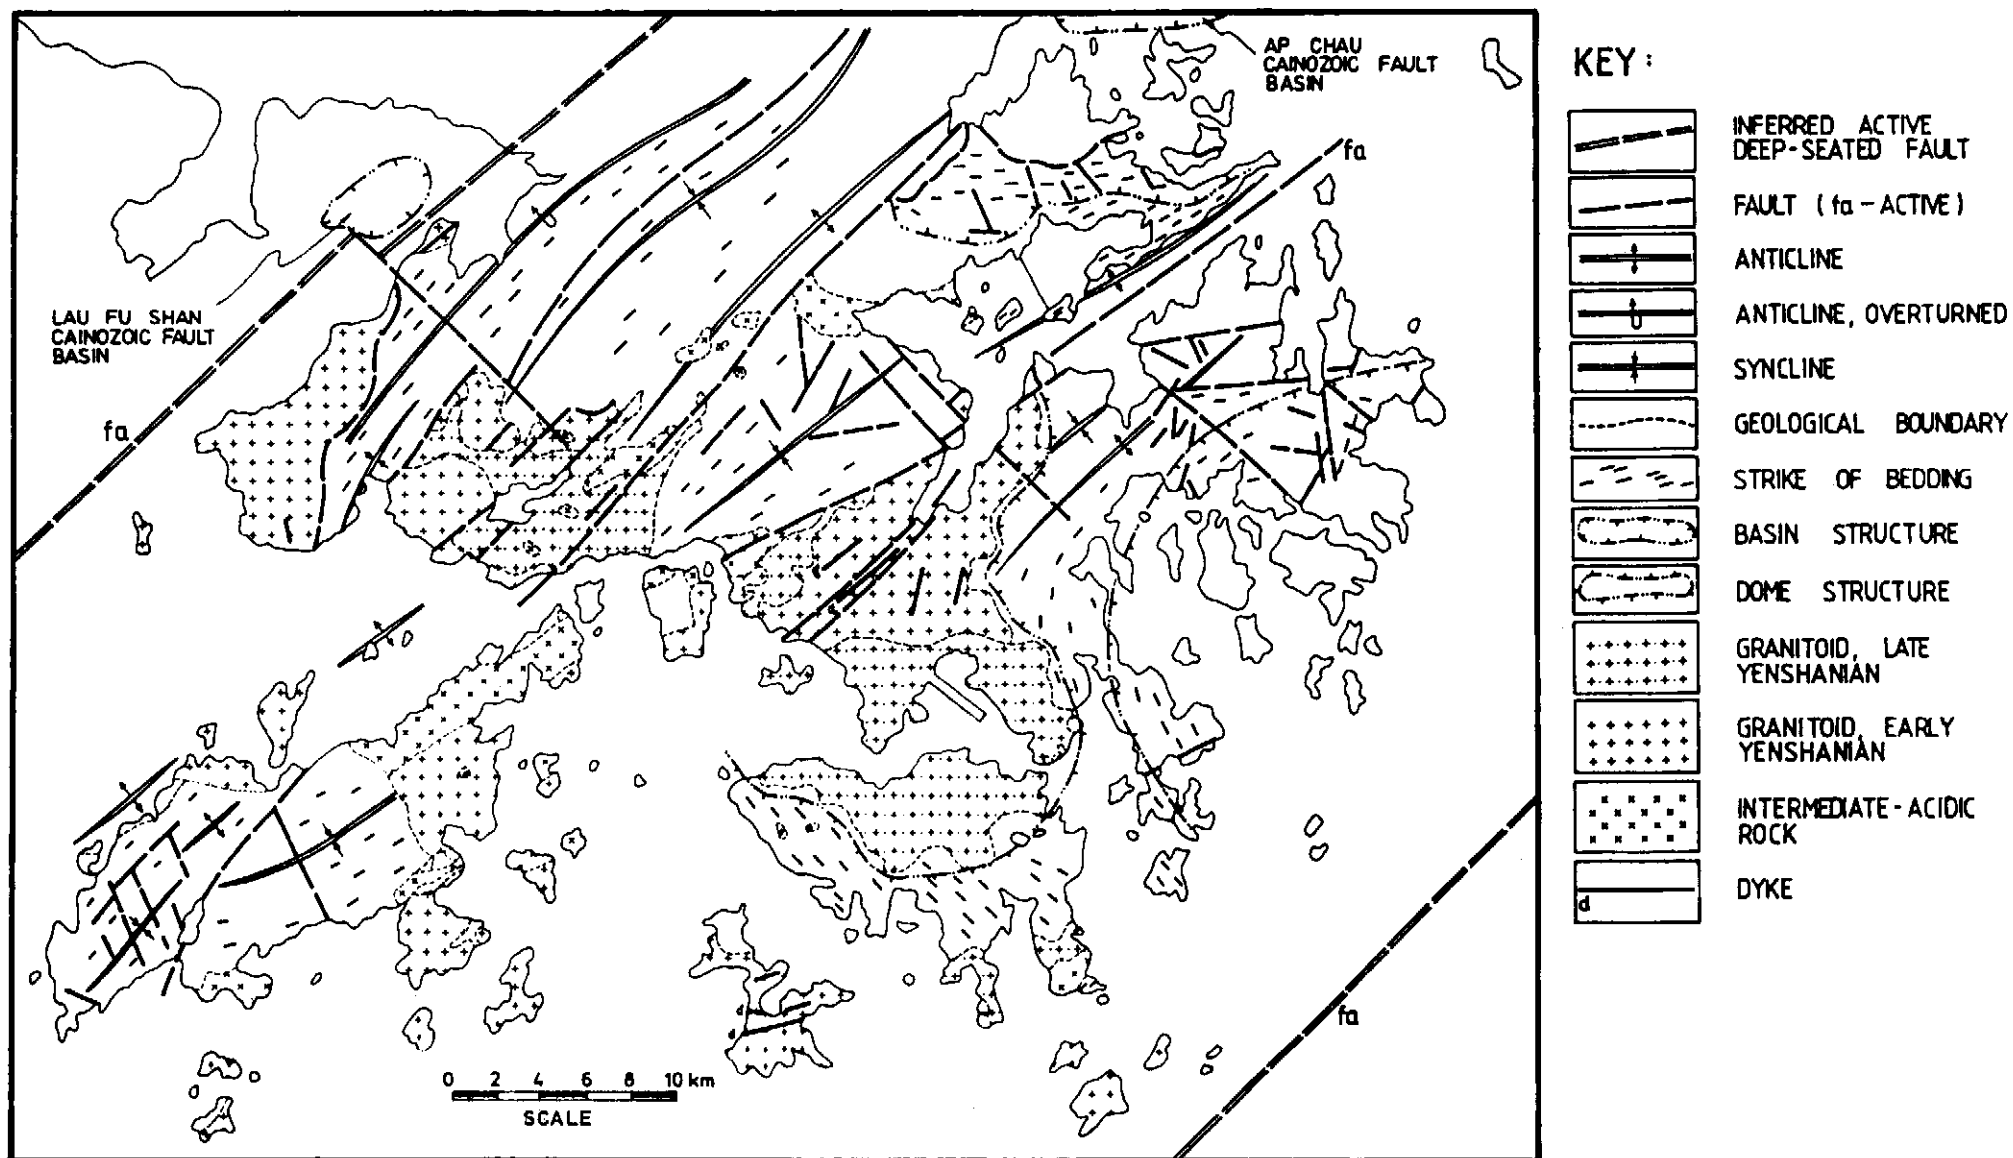 AP CHAU
CAINOZOIC FAULT
BASIN
fa
LAU FU SHAN
CAINOZOIC FAULT
BASIN
fa
fa
0 2 4 6 8 10 km
SCALE
KEY :
INFERRED ACTIVE
DEEP-SEATED FAULT
FAULT ( fa - ACTIVE )
ANTICLINE
ANTICLINE, OVERTURNED
SYNCLINE
GEOLOGICAL BOUNDARY
STRIKE OF BEDDING
BASIN STRUCTURE
DOME STRUCTURE
GRANITOID, LATE
YENSHANIAN
GRANITOID, EARLY
YENSHANIAN
INTERMEDIATE - ACIDIC
ROCK
d
DYKE